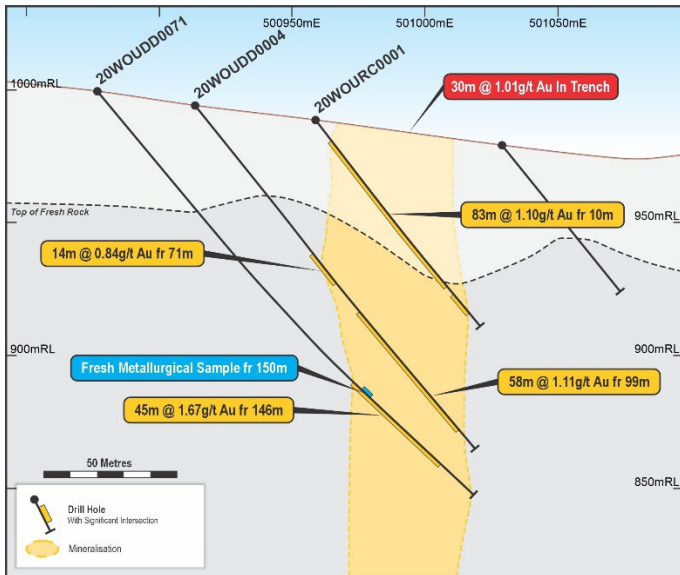 500950mE
501000mE
501050mE
20WOUDD0071
20WOUDD0004
20WOURC0001
1000mRL
30m @ 1.01g/t Au In Trench
Top of Fresh Rock
83m @ 1.10g/t Au fr 10m
950mRL
14m @ 0.84g/t Au fr 71m
900mRL
900mRL
Fresh Metallurgical Sample fr 150m
58m @ 1.11g/t Au fr 99m
45m @ 1.67g/t Au fr 146m
50 Metres
850mRL
Drill Hole
With Significant Intersection
Mineralisation